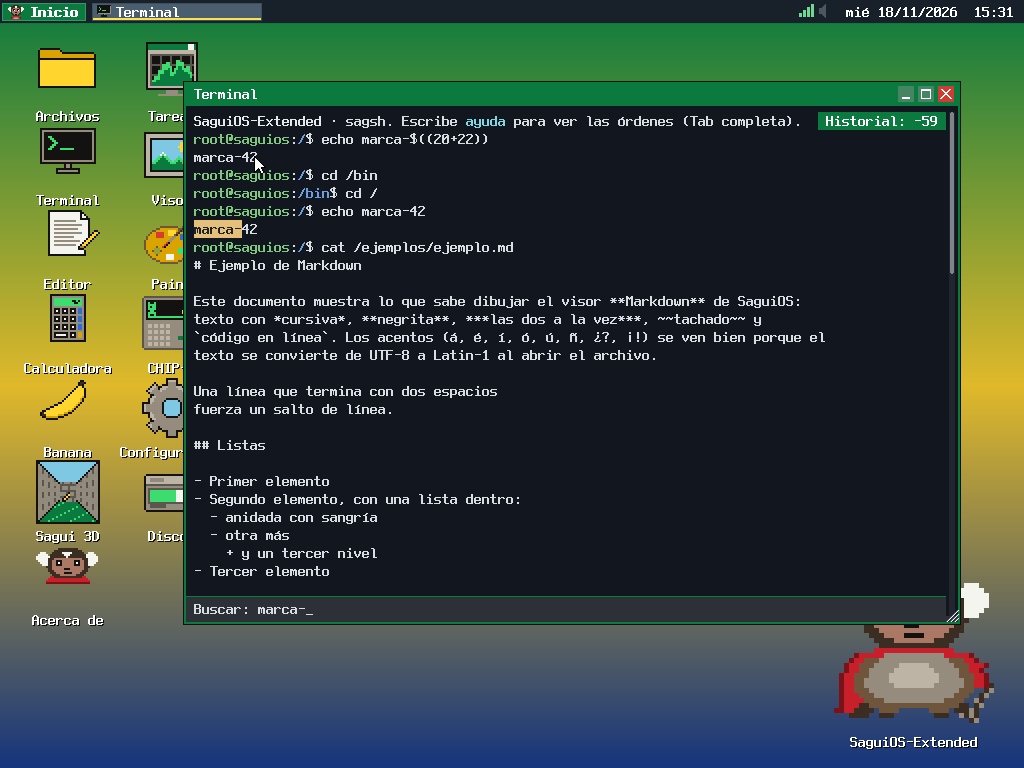 Inicio
Terminal
mié 18/11/2026 15:31
Archivos
Terminal
Editor
Calculadora
Banana
Sagui 3D
Acerca de
Tarea
Viso
Pain
CHIP-
Configur
Disco
Terminal
SaguiOS-Extended · sagsh. Escribe ayuda para ver las órdenes (Tab completa).
Historial: -59
root@saguios:/$ echo marca-$((20+22))
marca-42
root@saguios:/$ cd /bin
root@saguios:/bin$ cd /
root@saguios:/$ echo marca-42
marca-42
root@saguios:/$ cat /ejemplos/ejemplo.md
# Ejemplo de Markdown
Este documento muestra lo que sabe dibujar el visor **Markdown** de SaguiOS:
texto con *cursiva*, **negrita**, ***las dos a la vez***, ~~tachado~~ y
`código en línea`. Los acentos (á, é, í, ó, ú, ñ, ¿?, ¡!) se ven bien porque el
texto se convierte de UTF-8 a Latin-1 al abrir el archivo.
Una línea que termina con dos espacios
fuerza un salto de línea.
## Listas
- Primer elemento
- Segundo elemento, con una lista dentro:
- anidada con sangría
- otra más
+ y un tercer nivel
- Tercer elemento
Buscar: marca-_
SaguiOS-Extended